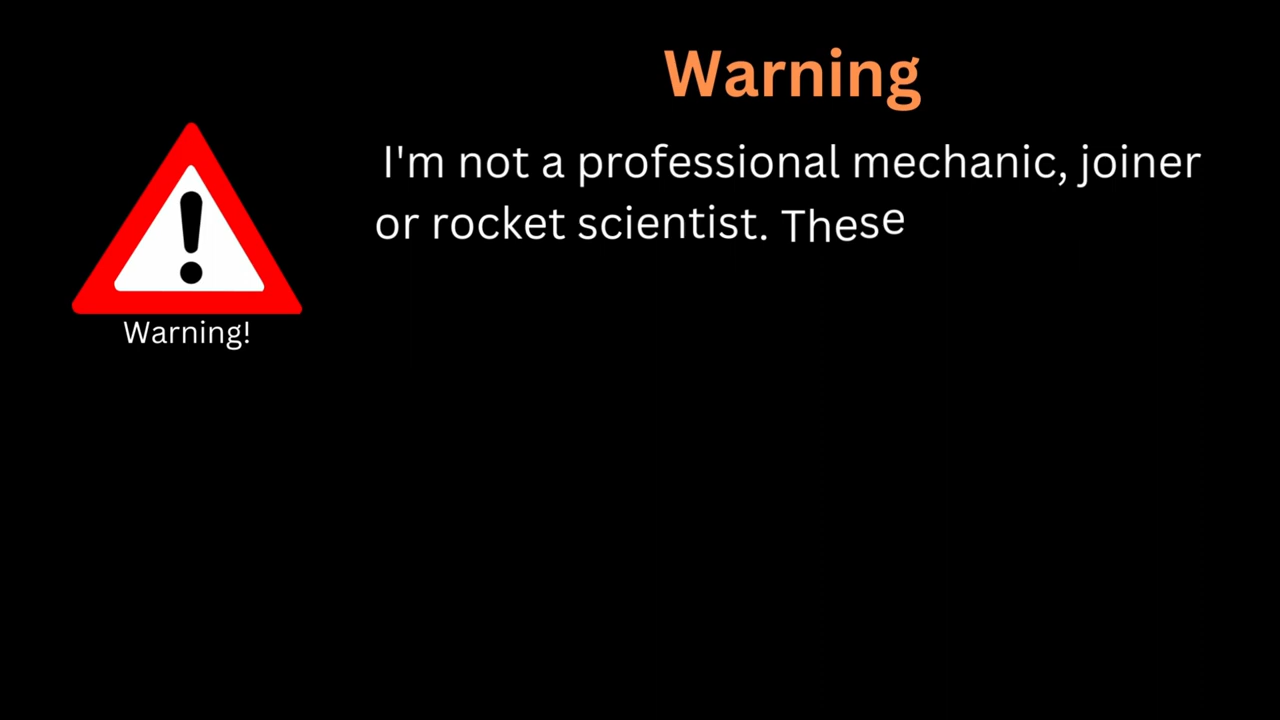 Warning
I'm not a professional mechanic, joiner
or rocket scientist. These
Warning!